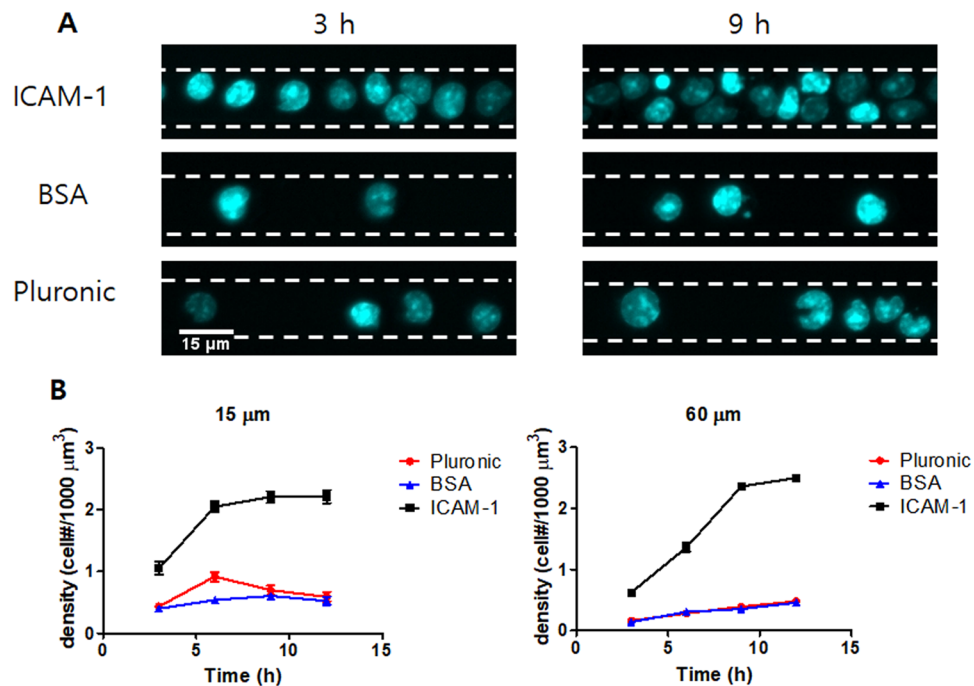 A
3 h
9 h
ICAM-1
BSA
Pluronic
15 µm
B
15 µm
density (cell#/1000 µm³)
3
2
1
0
0
5
10
15
Time (h)
Pluronic
BSA
ICAM-1
60 µm
density (cell#/1000 µm³)
3
2
1
0
0
5
10
15
Time (h)
Pluronic
BSA
ICAM-1